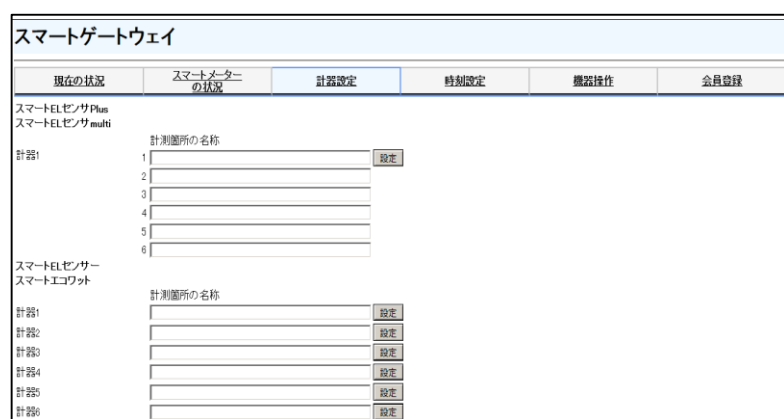 スマートゲートウェイ
現在の状況 スマートメーターの状況 計器設定 時刻設定 機器操作 会員登録
スマートELセンサPlus
スマートELセンサmulti
計測箇所の名称
計器1 1 設定
2
3
4
5
6
スマートELセンサー
スマートエコワット
計測箇所の名称
計器1 設定
計器2 設定
計器3 設定
計器4 設定
計器5 設定
計器6 設定